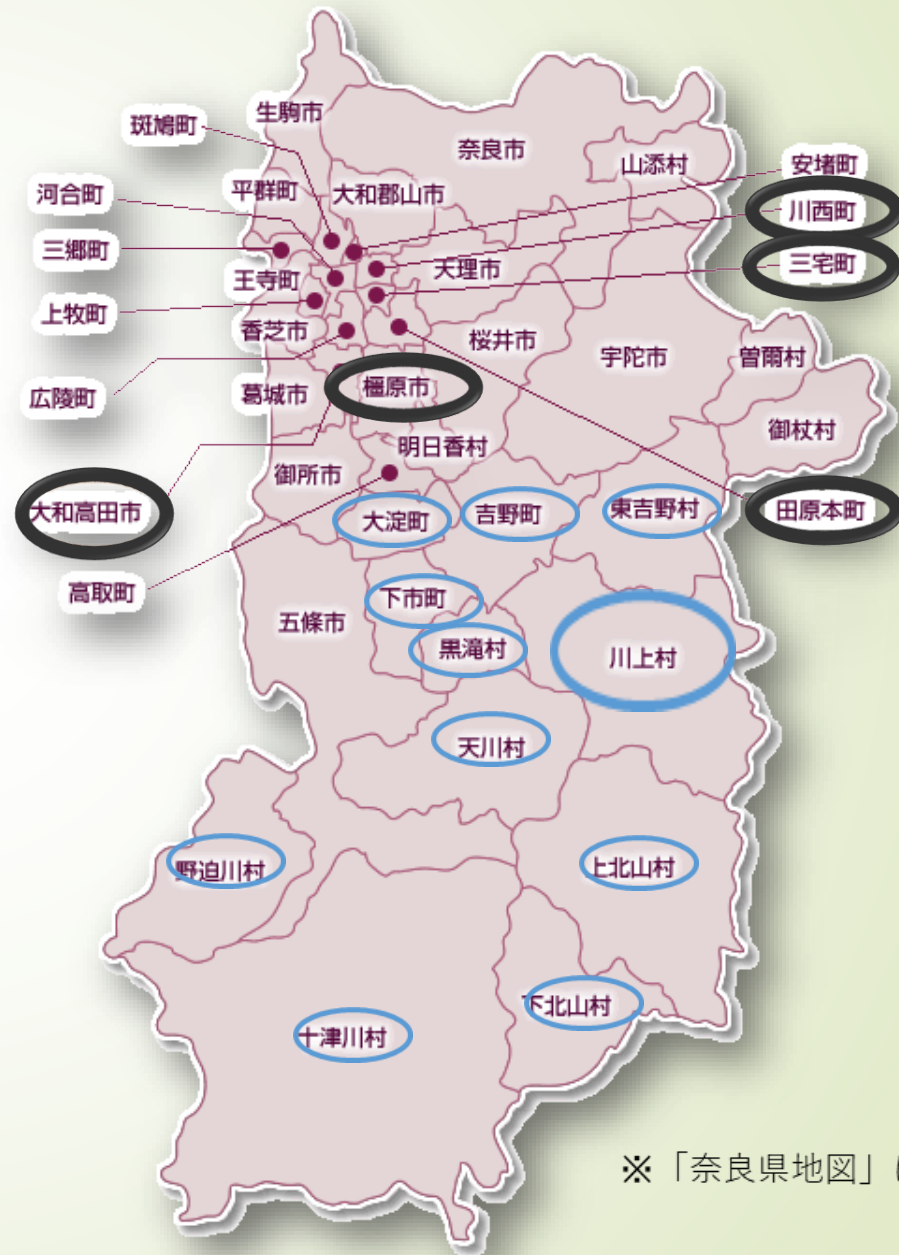 生駒市
斑鳩町
奈良市
山添村
安堵町
河合町
平群町
大和郡山市
川西町
三郷町
王寺町
天理市
三宅町
上牧町
香芝市
桜井市
宇陀市
曽爾村
広陵町
葛城市
橿原市
御杖村
御所市
明日香村
大和高田市
大淀町
吉野町
東吉野村
田原本町
高取町
五條市
下市町
黒滝村
川上村
天川村
野迫川村
上北山村
下北山村
十津川村
※「奈良県地図」